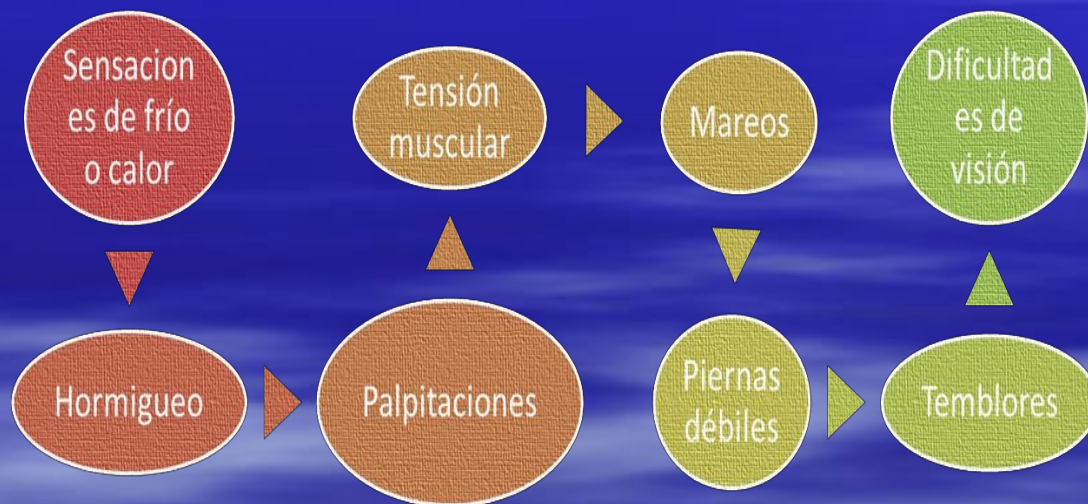 Sensacion
es de frío
o calor
Hormigueo
Palpitaciones
Tensión
muscular
Mareos
Piernas
débiles
Temblores
Dificultad
es de
visión